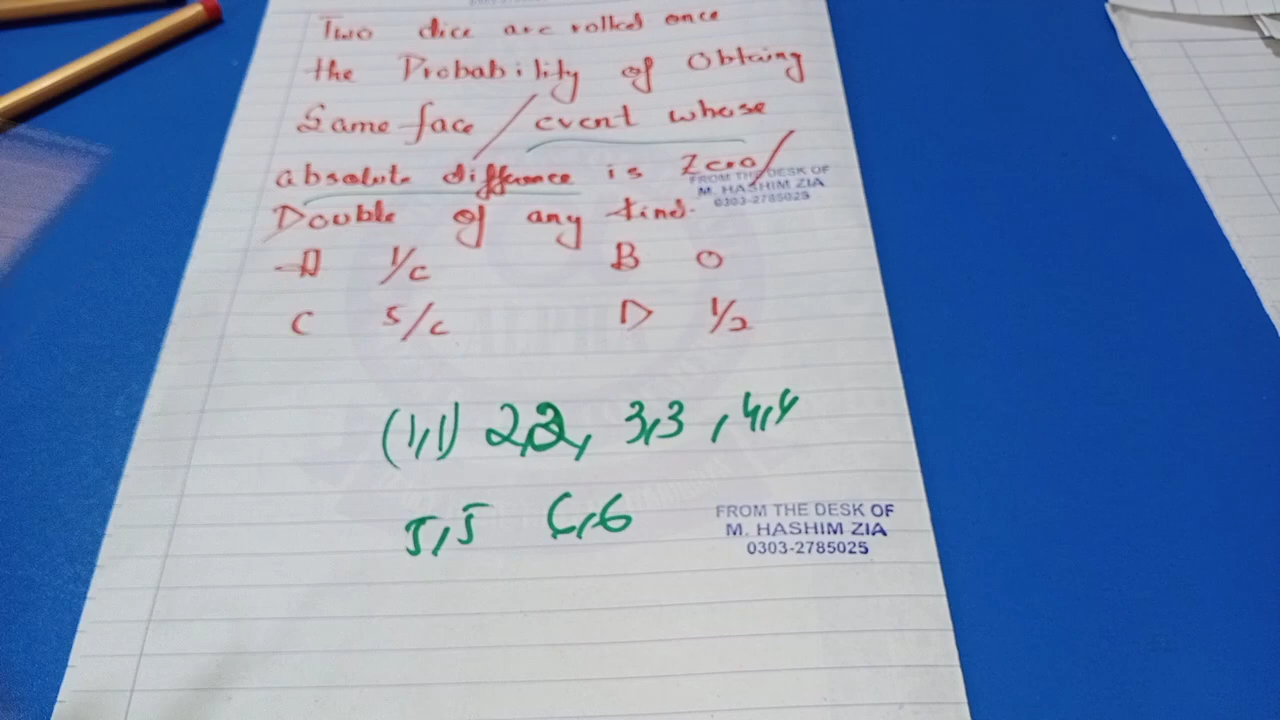 Two dice are rolled once
the Probability of Obtaing
Same face / event whose
absolute difference is Zero/
FROM THE DESK OF
M. HASHIM ZIA
0303-2785025
Double of any kind.
A 1/6 B 0
C 5/6 D 1/2
(1,1) 2,2, 3,3 , 4,4
5,5 6,6
FROM THE DESK OF
M. HASHIM ZIA
0303-2785025